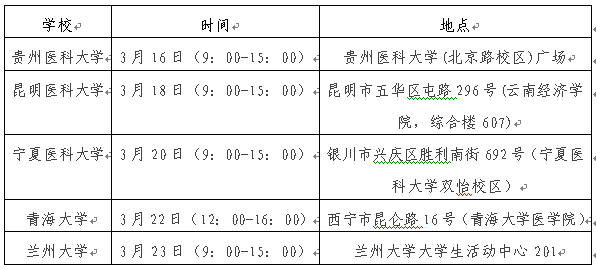 学校 时间 地点
贵州医科大学 3月16日（9：00-15：00） 贵州医科大学(北京路校区)广场
昆明医科大学 3月18日（9：00-15：00） 昆明市五华区屯路296号(云南经济学
院，综合楼607)
宁夏医科大学 3月20日（9：00-15：00） 银川市兴庆区胜利南街692号（宁夏医
科大学双怡校区）
青海大学 3月22日（12：00-16：00） 西宁市昆仑路16号（青海大学医学院）
兰州大学 3月23日（9：00-15：00） 兰州大学大学生活动中心201